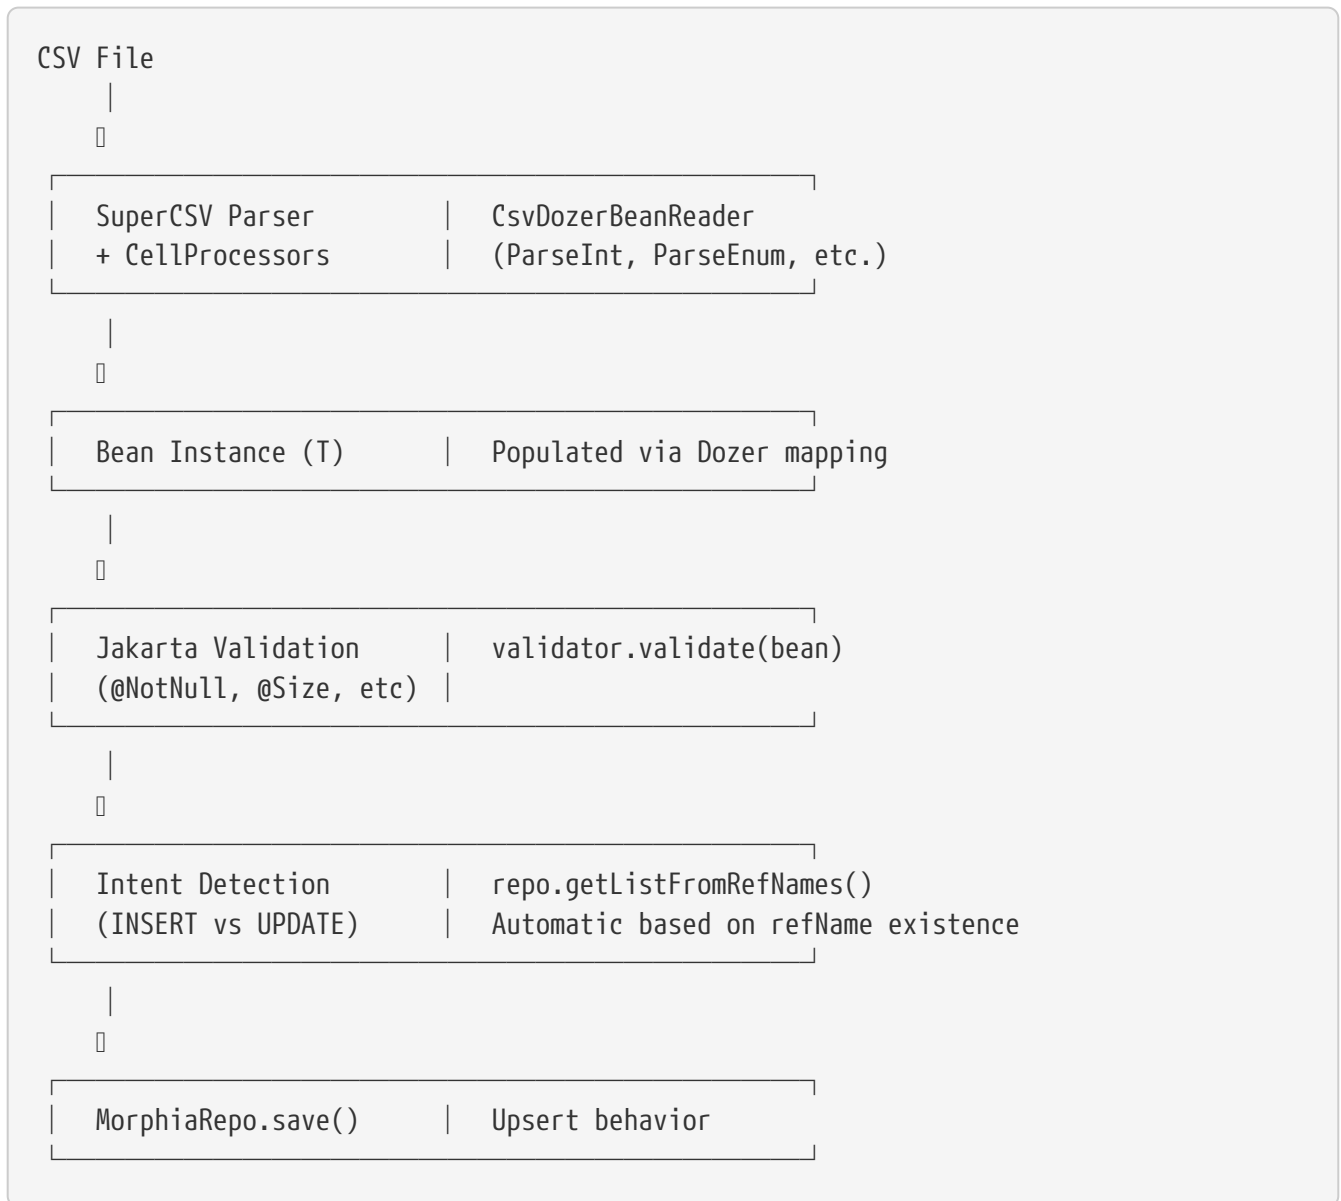 CSV File
SuperCSV Parser │ CsvDozerBeanReader
+ CellProcessors │ (ParseInt, ParseEnum, etc.)
Bean Instance (T) │ Populated via Dozer mapping
Jakarta Validation │ validator.validate(bean)
(@NotNull, @Size, etc) │
Intent Detection │ repo.getListFromRefNames()
(INSERT vs UPDATE) │ Automatic based on refName existence
MorphiaRepo.save() │ Upsert behavior